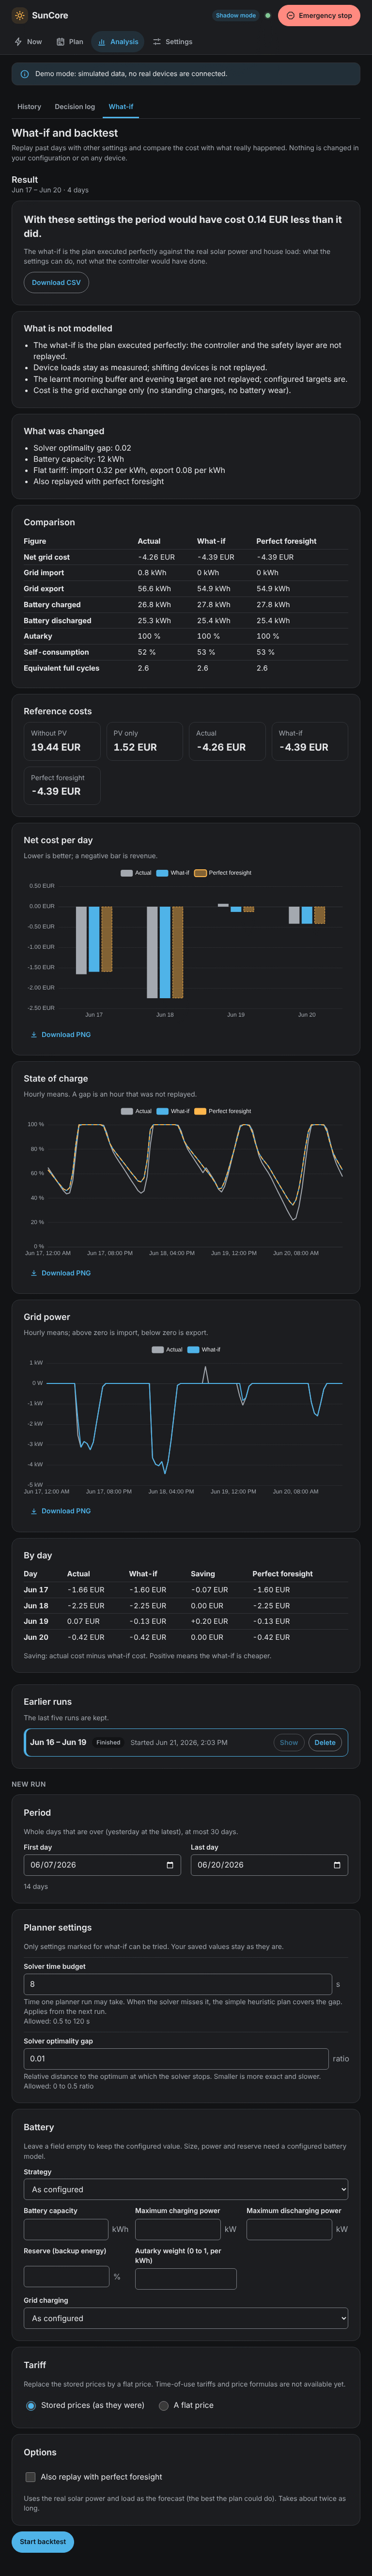 SunCore
Shadow mode
Emergency stop
Now
Plan
Analysis
Settings
Demo mode: simulated data, no real devices are connected.
History
Decision log
What-if
What-if and backtest
Replay past days with other settings and compare the cost with what really happened. Nothing is changed in
your configuration or on any device.
Result
Jun 17 – Jun 20 · 4 days
With these settings the period would have cost 0.14 EUR less than it
did.
The what-if is the plan executed perfectly against the real solar power and house load: what the
settings can do, not what the controller would have done.
Download CSV
What is not modelled
• The what-if is the plan executed perfectly: the controller and the safety layer are not
replayed.
• Device loads stay as measured; shifting devices is not replayed.
• The learnt morning buffer and evening target are not replayed; configured targets are.
• Cost is the grid exchange only (no standing charges, no battery wear).
What was changed
• Solver optimality gap: 0.02
• Battery capacity: 12 kWh
• Flat tariff: import 0.32 per kWh, export 0.08 per kWh
• Also replayed with perfect foresight
Comparison
Figure Actual What-if Perfect foresight
Net grid cost -4.26 EUR -4.39 EUR -4.39 EUR
Grid import 0.8 kWh 0 kWh 0 kWh
Grid export 56.6 kWh 54.9 kWh 54.9 kWh
Battery charged 26.8 kWh 27.8 kWh 27.8 kWh
Battery discharged 25.3 kWh 25.4 kWh 25.4 kWh
Autarky 100 % 100 % 100 %
Self-consumption 52 % 53 % 53 %
Equivalent full cycles 2.6 2.6 2.6
Reference costs
Without PV
19.44 EUR
PV only
1.52 EUR
Actual
-4.26 EUR
What-if
-4.39 EUR
Perfect foresight
-4.39 EUR
Net cost per day
Lower is better; a negative bar is revenue.
Actual What-if Perfect foresight
0.50 EUR
0.00 EUR
-0.50 EUR
-1.00 EUR
-1.50 EUR
-2.00 EUR
-2.50 EUR
Jun 17 Jun 18 Jun 19 Jun 20
Download PNG
State of charge
Hourly means. A gap is an hour that was not replayed.
Actual What-if Perfect foresight
100 %
80 %
60 %
40 %
20 %
0 %
Jun 17, 12:00 AM Jun 17, 08:00 PM Jun 18, 04:00 PM Jun 19, 12:00 PM Jun 20, 08:00 AM
Download PNG
Grid power
Hourly means; above zero is import, below zero is export.
Actual What-if
1 kW
0 W
-1 kW
-2 kW
-3 kW
-4 kW
-5 kW
Jun 17, 12:00 AM Jun 17, 08:00 PM Jun 18, 04:00 PM Jun 19, 12:00 PM Jun 20, 08:00 AM
Download PNG
By day
Day Actual What-if Saving Perfect foresight
Jun 17 -1.66 EUR -1.60 EUR -0.07 EUR -1.60 EUR
Jun 18 -2.25 EUR -2.25 EUR 0.00 EUR -2.25 EUR
Jun 19 0.07 EUR -0.13 EUR +0.20 EUR -0.13 EUR
Jun 20 -0.42 EUR -0.42 EUR 0.00 EUR -0.42 EUR
Saving: actual cost minus what-if cost. Positive means the what-if is cheaper.
Earlier runs
The last five runs are kept.
Jun 16 – Jun 19 Finished Started Jun 21, 2026, 2:03 PM Show Delete
NEW RUN
Period
Whole days that are over (yesterday at the latest), at most 30 days.
First day Last day
06/07/2026 06/20/2026
14 days
Planner settings
Only settings marked for what-if can be tried. Your saved values stay as they are.
Solver time budget
8 s
Time one planner run may take. When the solver misses it, the simple heuristic plan covers the gap.
Applies from the next run.
Allowed: 0.5 to 120 s
Solver optimality gap
0.01 ratio
Relative distance to the optimum at which the solver stops. Smaller is more exact and slower.
Allowed: 0 to 0.5 ratio
Battery
Leave a field empty to keep the configured value. Size, power and reserve need a configured battery
model.
Strategy
As configured
Battery capacity Maximum charging power Maximum discharging power
kWh kW kW
Reserve (backup energy) Autarky weight (0 to 1, per
kWh)
%
Grid charging
As configured
Tariff
Replace the stored prices by a flat price. Time-of-use tariffs and price formulas are not available yet.
Stored prices (as they were) A flat price
Options
Also replay with perfect foresight
Uses the real solar power and load as the forecast (the best the plan could do). Takes about twice as
long.
Start backtest